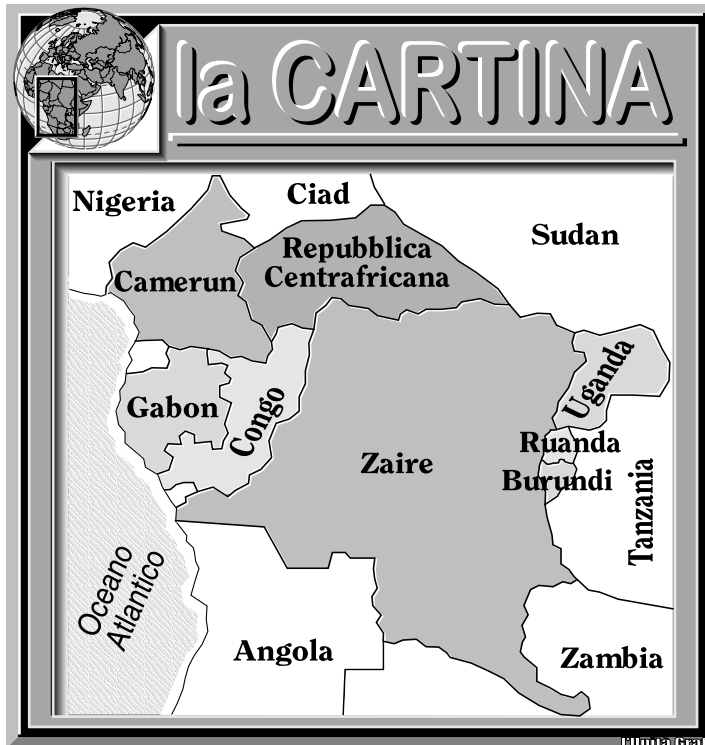 la CARTINA
Nigeria
Ciad
Sudan
Repubblica
Centrafricana
Camerun
Uganda
Gabon
Congo
Ruanda
Zaire
Burundi
Tanzania
Oceano
Atlantico
Angola
Zambia